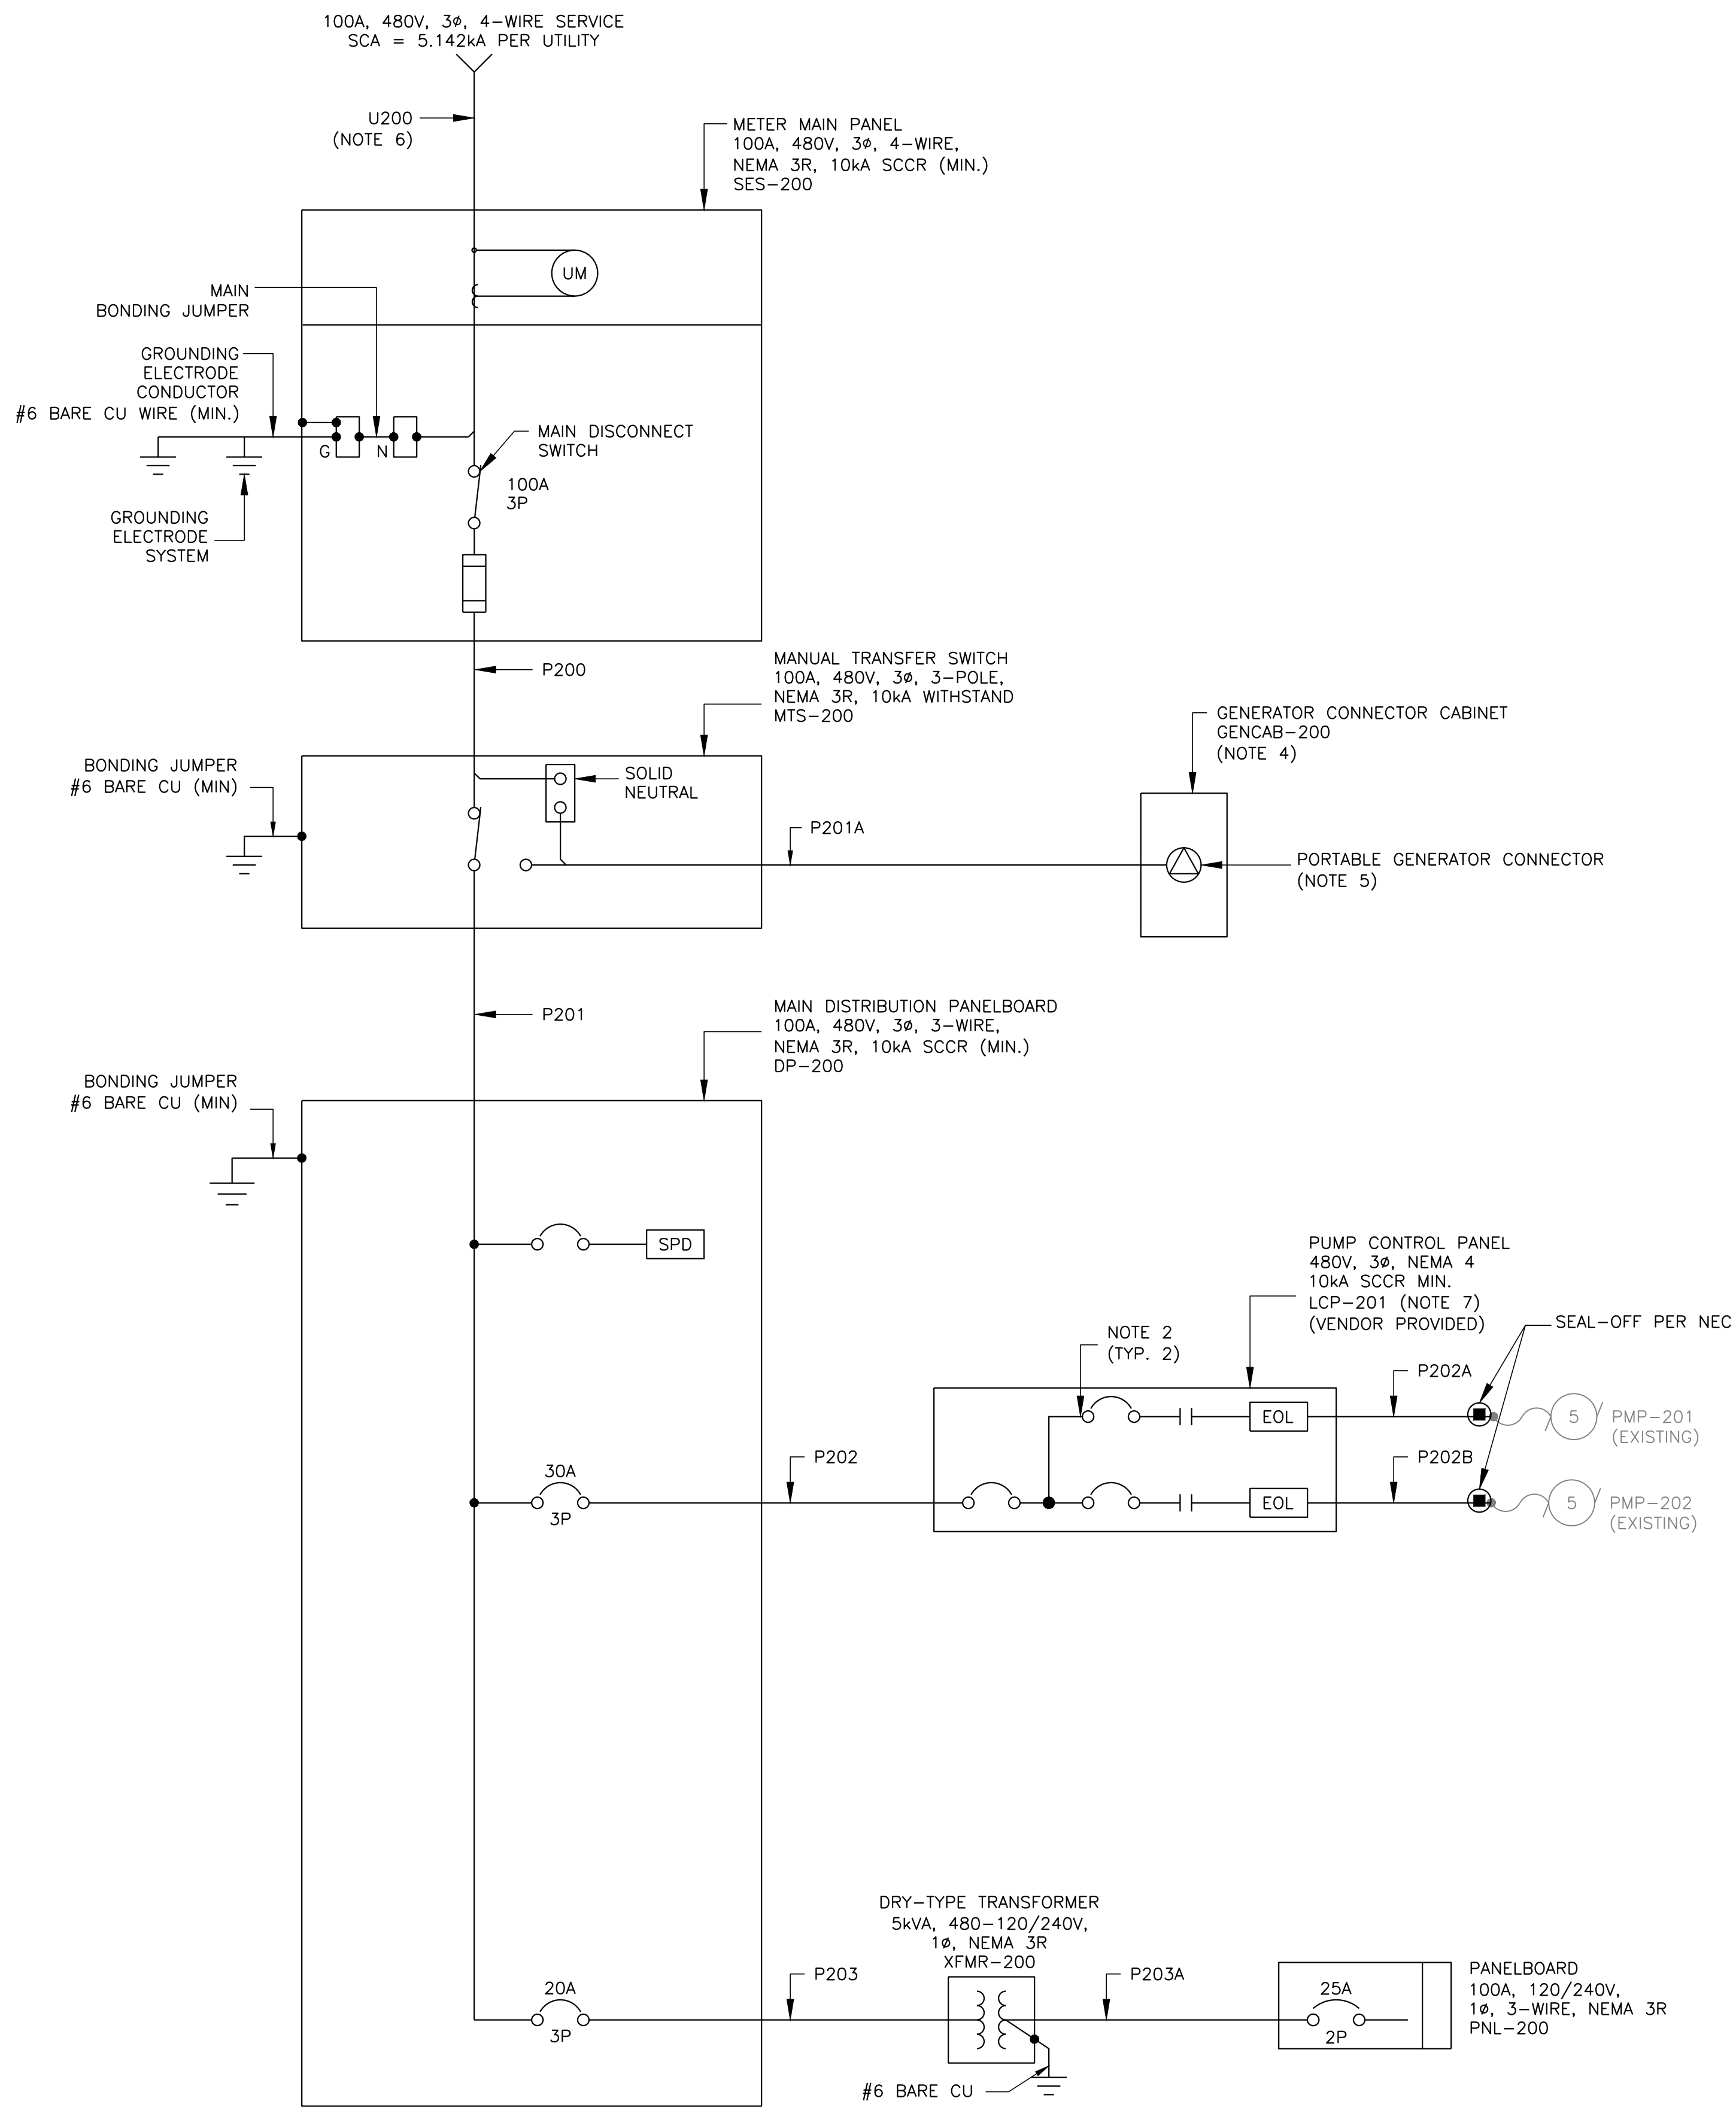 100A, 480V, 3ø, 4-WIRE SERVICE
SCA = 5.142kA PER UTILITY
U200
(NOTE 6)
METER MAIN PANEL
100A, 480V, 3ø, 4-WIRE,
NEMA 3R, 10kA SCCR (MIN.)
SES-200
UM
MAIN
BONDING JUMPER
GROUNDING
ELECTRODE
CONDUCTOR
#6 BARE CU WIRE (MIN.)
G
N
MAIN DISCONNECT
SWITCH
100A
3P
GROUNDING
ELECTRODE
SYSTEM
P200
MANUAL TRANSFER SWITCH
100A, 480V, 3ø, 3-POLE,
NEMA 3R, 10kA WITHSTAND
MTS-200
GENERATOR CONNECTOR CABINET
GENCAB-200
(NOTE 4)
BONDING JUMPER
#6 BARE CU (MIN)
SOLID
NEUTRAL
P201A
PORTABLE GENERATOR CONNECTOR
(NOTE 5)
P201
MAIN DISTRIBUTION PANELBOARD
100A, 480V, 3ø, 3-WIRE,
NEMA 3R, 10kA SCCR (MIN.)
DP-200
BONDING JUMPER
#6 BARE CU (MIN)
SPD
PUMP CONTROL PANEL
480V, 3ø, NEMA 4
10kA SCCR MIN.
LCP-201 (NOTE 7)
(VENDOR PROVIDED)
SEAL-OFF PER NEC
NOTE 2
(TYP. 2)
P202A
EOL
5
PMP-201
(EXISTING)
30A
3P
P202
P202B
EOL
5
PMP-202
(EXISTING)
DRY-TYPE TRANSFORMER
5kVA, 480-120/240V,
1ø, NEMA 3R
XFMR-200
20A
3P
P203
P203A
25A
2P
PANELBOARD
100A, 120/240V,
1ø, 3-WIRE, NEMA 3R
PNL-200
#6 BARE CU